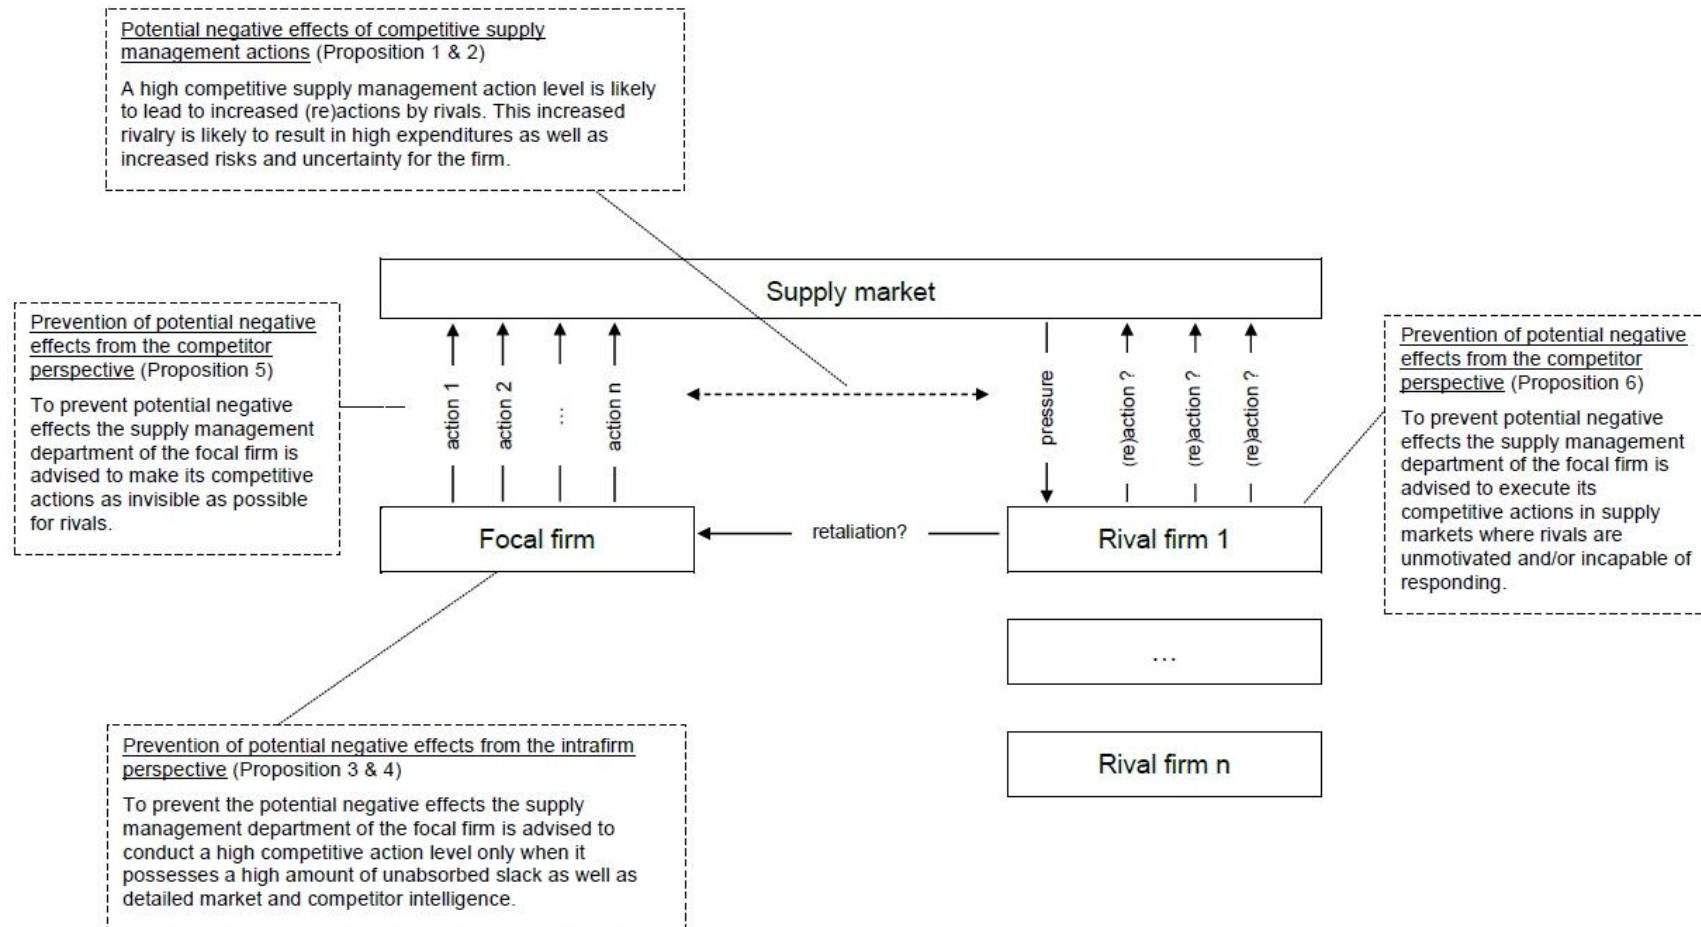 Potential negative effects of competitive supply
management actions (Proposition 1 & 2)
A high competitive supply management action level is likely
to lead to increased (re)actions by rivals. This increased
rivalry is likely to result in high expenditures as well as
increased risks and uncertainty for the firm.
Supply market
Prevention of potential negative
effects from the competitor
perspective (Proposition 5)
To prevent potential negative
effects the supply management
department of the focal firm is
advised to make its competitive
actions as invisible as possible
for rivals.
action 1
action 2
...
action n
pressure
(re)action ?
(re)action ?
(re)action ?
Prevention of potential negative
effects from the competitor
perspective (Proposition 6)
To prevent potential negative
effects the supply management
department of the focal firm is
advised to execute its
competitive actions in supply
markets where rivals are
unmotivated and/or incapable of
responding.
Focal firm
retaliation?
Rival firm 1
...
Rival firm n
Prevention of potential negative effects from the intrafirm
perspective (Proposition 3 & 4)
To prevent the potential negative effects the supply
management department of the focal firm is advised to
conduct a high competitive action level only when it
possesses a high amount of unabsorbed slack as well as
detailed market and competitor intelligence.